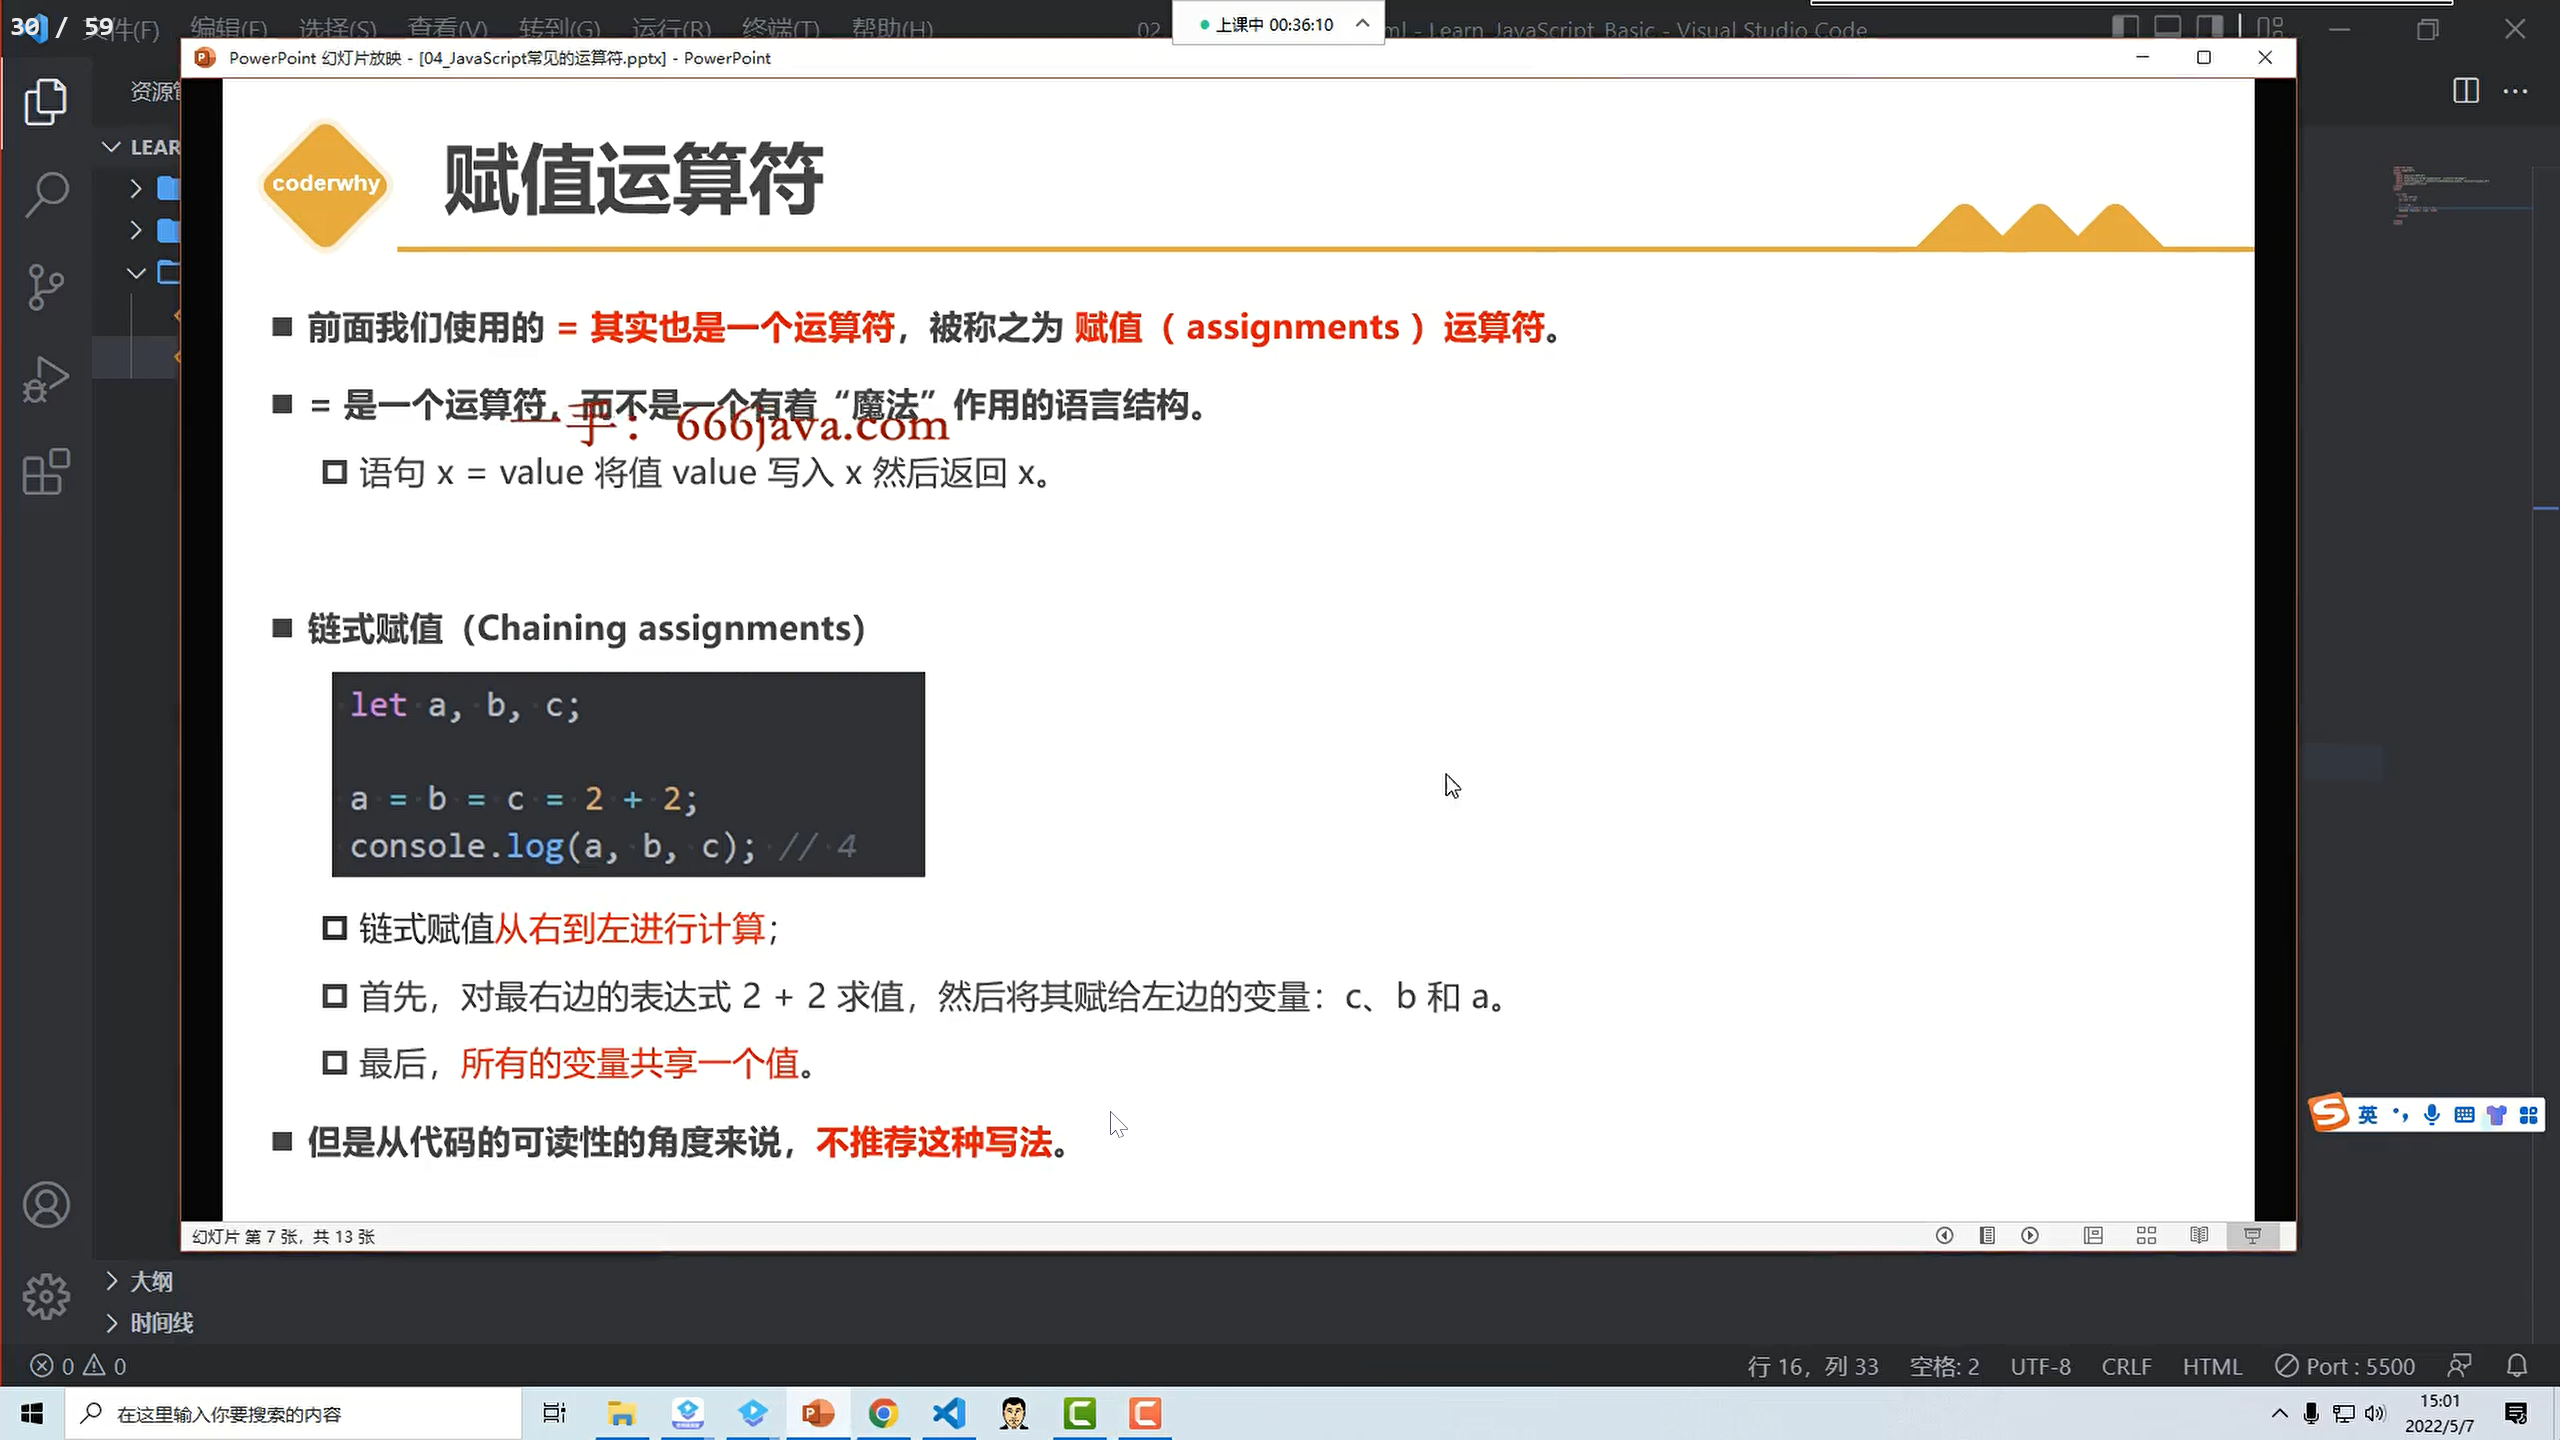 30 / 59
文件(F) 编辑(E) 选择(S) 查看(V) 转到(G) 运行(R) 终端(T) 帮助(H)
上课中 00:36:10
02
ml - Learn_JavaScript_Basic - Visual Studio Code
PowerPoint 幻灯片放映 - [04_JavaScript常见的运算符.pptx] - PowerPoint
资源管
LEAR
coderwhy
赋值运算符
前面我们使用的 = 其实也是一个运算符，被称之为 赋值（ assignments ）运算符。
= 是一个运算符，而不是一个有着“魔法”作用的语言结构。
一手：666java.com
语句 x = value 将值 value 写入 x 然后返回 x。
链式赋值（Chaining assignments）
let a, b, c;
a = b = c = 2 + 2;
console.log(a, b, c); // 4
链式赋值从右到左进行计算；
首先，对最右边的表达式 2 + 2 求值，然后将其赋给左边的变量：c、b 和 a。
最后，所有的变量共享一个值。
但是从代码的可读性的角度来说，不推荐这种写法。
英
幻灯片 第 7 张，共 13 张
大纲
时间线
0 0
行 16，列 33 空格: 2 UTF-8 CRLF HTML Port : 5500
在这里输入你要搜索的内容
15:01
2022/5/7